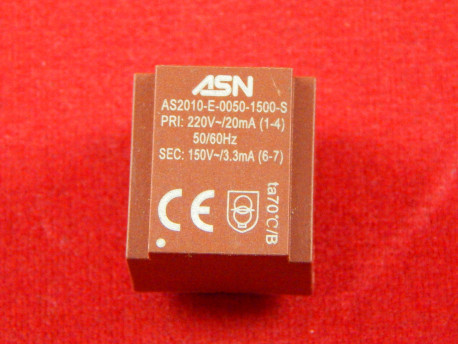 ASN
AS2010-E-0050-1500-S
PRI: 220V~/20mA (1-4)
50/60Hz
SEC: 150V~/3.3mA (6-7)
CE
ta70°C/B